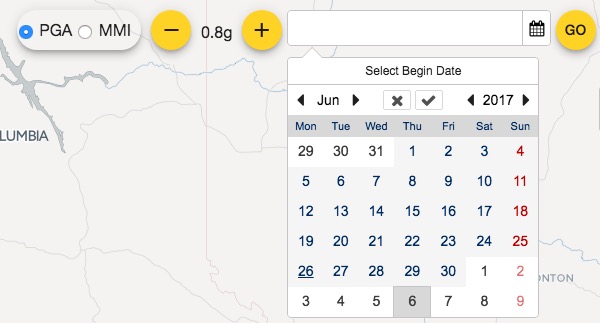 PGA MMI − 0.8g + GO
Select Begin Date
Jun 2017
Mon Tue Wed Thu Fri Sat Sun
29 30 31 1 2 3 4
5 6 7 8 9 10 11
LUMBIA
12 13 14 15 16 17 18
19 20 21 22 23 24 25
26 27 28 29 30 1 2
ONTON
3 4 5 6 7 8 9